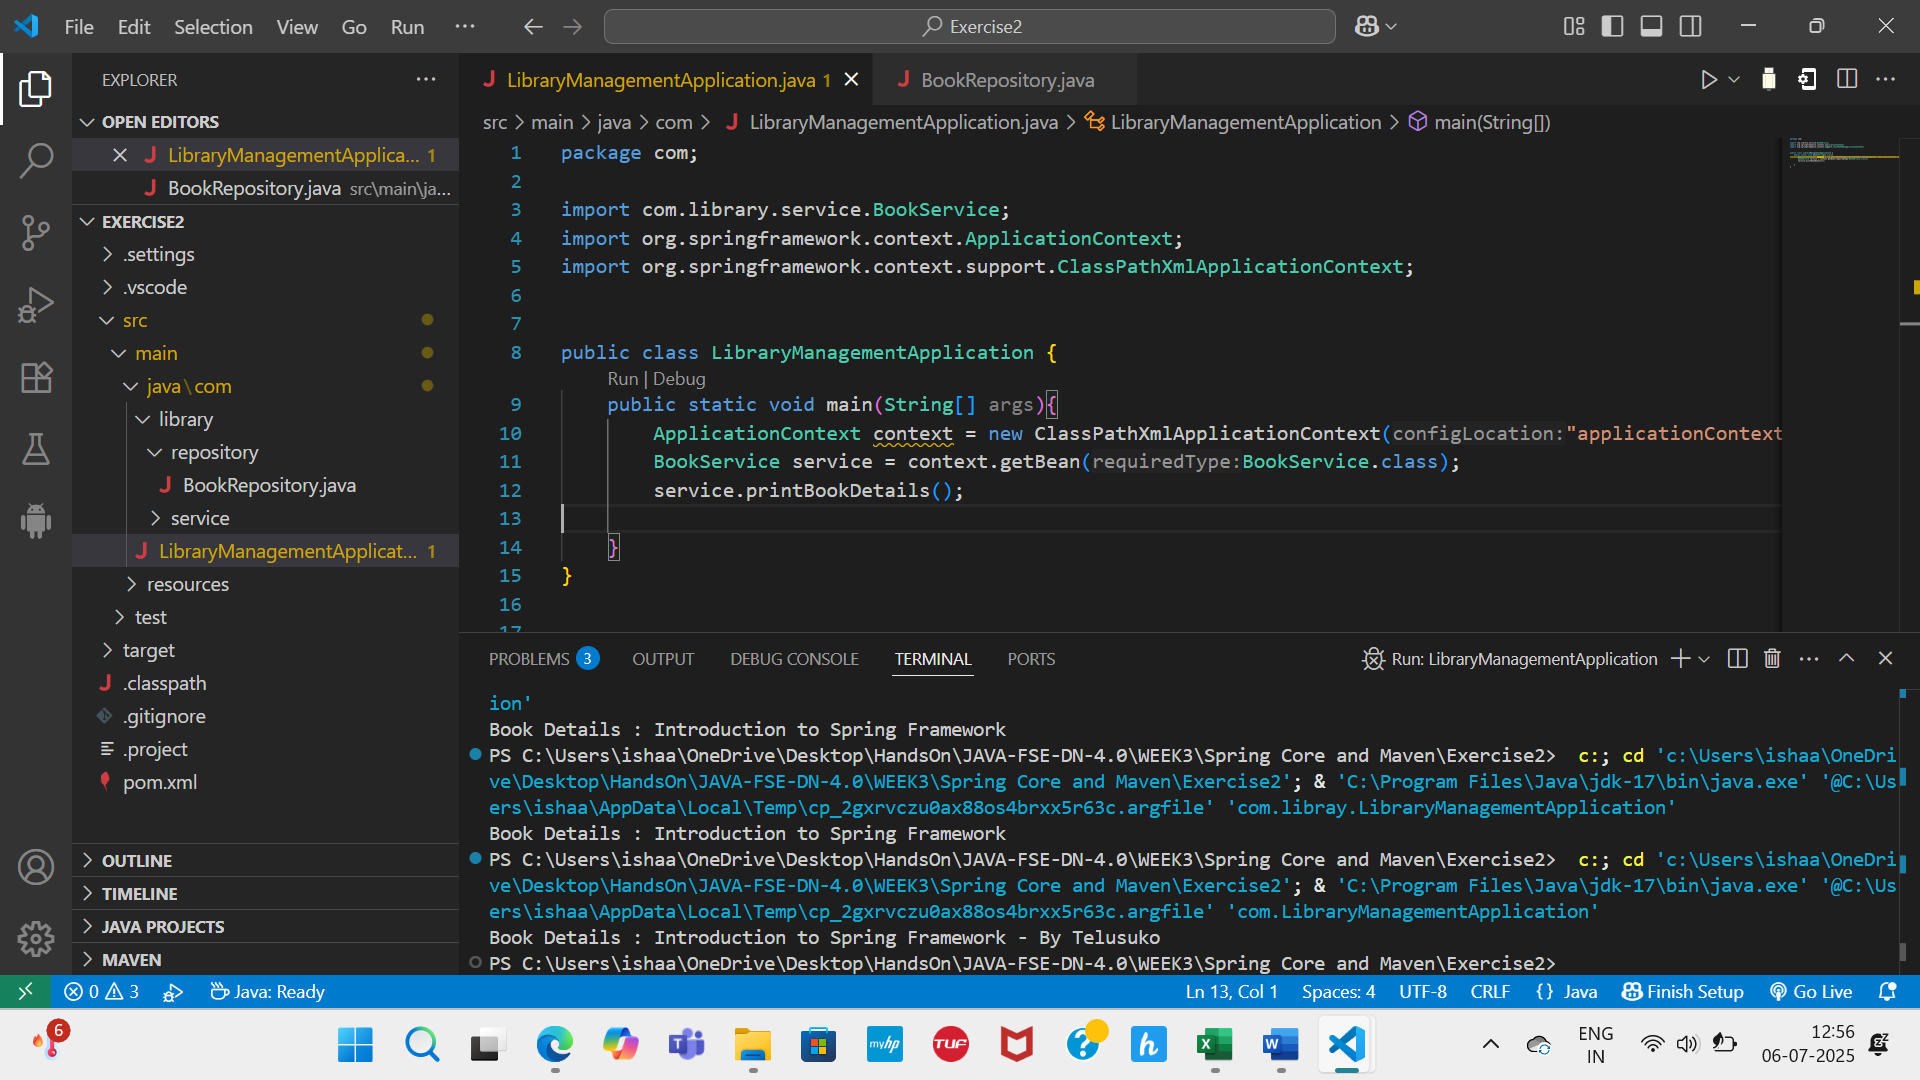 File Edit Selection View Go Run ··· Exercise2
EXPLORER ···
OPEN EDITORS
LibraryManagementApplica... 1
BookRepository.java src\main\ja...
EXERCISE2
.settings
.vscode
src
main
java\com
library
repository
BookRepository.java
service
LibraryManagementApplicat... 1
resources
test
target
.classpath
.gitignore
.project
pom.xml
OUTLINE
TIMELINE
JAVA PROJECTS
MAVEN
LibraryManagementApplication.java 1 BookRepository.java
src > main > java > com > LibraryManagementApplication.java > LibraryManagementApplication > main(String[])
1 package com;
2
3 import com.library.service.BookService;
4 import org.springframework.context.ApplicationContext;
5 import org.springframework.context.support.ClassPathXmlApplicationContext;
6
7
8 public class LibraryManagementApplication {
Run | Debug
9 public static void main(String[] args){
10 ApplicationContext context = new ClassPathXmlApplicationContext(configLocation:"applicationContext
11 BookService service = context.getBean(requiredType:BookService.class);
12 service.printBookDetails();
13
14 }
15 }
16
17
PROBLEMS 3 OUTPUT DEBUG CONSOLE TERMINAL PORTS Run: LibraryManagementApplication
ion'
Book Details : Introduction to Spring Framework
PS C:\Users\ishaa\OneDrive\Desktop\HandsOn\JAVA-FSE-DN-4.0\WEEK3\Spring Core and Maven\Exercise2>  c:; cd 'c:\Users\ishaa\OneDri
ve\Desktop\HandsOn\JAVA-FSE-DN-4.0\WEEK3\Spring Core and Maven\Exercise2'; & 'C:\Program Files\Java\jdk-17\bin\java.exe' '@C:\Us
ers\ishaa\AppData\Local\Temp\cp_2gxrvczu0ax88os4brxx5r63c.argfile' 'com.libray.LibraryManagementApplication'
Book Details : Introduction to Spring Framework
PS C:\Users\ishaa\OneDrive\Desktop\HandsOn\JAVA-FSE-DN-4.0\WEEK3\Spring Core and Maven\Exercise2>  c:; cd 'c:\Users\ishaa\OneDri
ve\Desktop\HandsOn\JAVA-FSE-DN-4.0\WEEK3\Spring Core and Maven\Exercise2'; & 'C:\Program Files\Java\jdk-17\bin\java.exe' '@C:\Us
ers\ishaa\AppData\Local\Temp\cp_2gxrvczu0ax88os4brxx5r63c.argfile' 'com.LibraryManagementApplication'
Book Details : Introduction to Spring Framework - By Telusuko
PS C:\Users\ishaa\OneDrive\Desktop\HandsOn\JAVA-FSE-DN-4.0\WEEK3\Spring Core and Maven\Exercise2>
0 3 Java: Ready Ln 13, Col 1 Spaces: 4 UTF-8 CRLF {} Java Finish Setup Go Live
6 myhp TUF ? h X W ENG 12:56
IN 06-07-2025